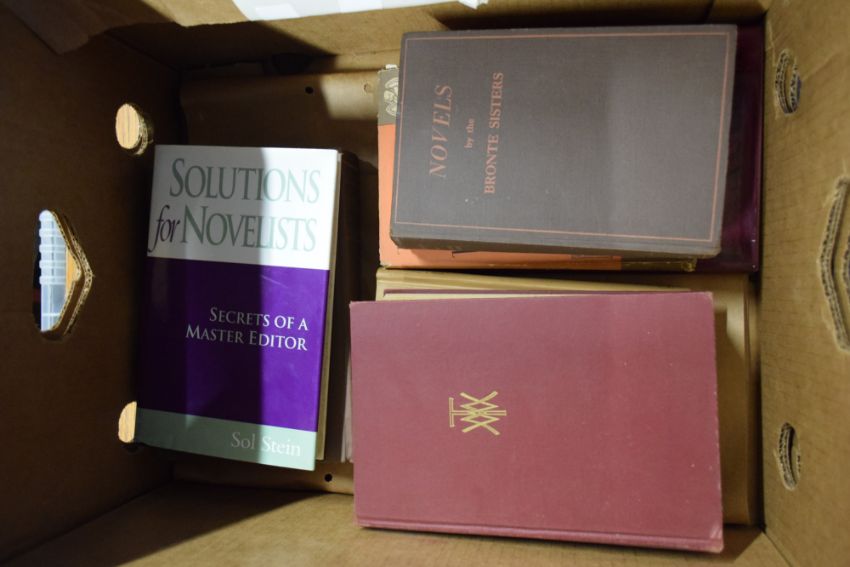 SOLUTIONS
for NOVELISTS
SECRETS OF A
MASTER EDITOR
Sol Stein
NOVELS
by the
BRONTE SISTERS